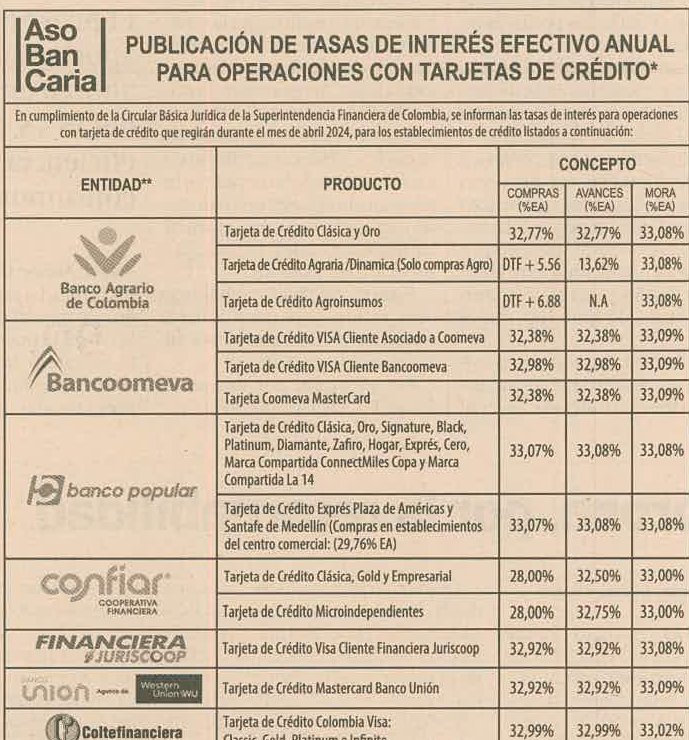 Aso
Ban
Caria
PUBLICACIÓN DE TASAS DE INTERÉS EFECTIVO ANUAL
PARA OPERACIONES CON TARJETAS DE CRÉDITO*
En cumplimiento de la Circular Básica Jurídica de la Superintendencia Financiera de Colombia, se informan las tasas de interés para operaciones
con tarjeta de crédito que regirán durante el mes de abril 2024, para los establecimientos de crédito listados a continuación:
ENTIDAD** PRODUCTO CONCEPTO
COMPRAS (%EA) AVANCES (%EA) MORA (%EA)
Banco Agrario
de Colombia
Tarjeta de Crédito Clásica y Oro 32,77% 32,77% 33,08%
Tarjeta de Crédito Agraria /Dinamica (Solo compras Agro) DTF + 5.56 13,62% 33,08%
Tarjeta de Crédito Agroinsumos DTF + 6.88 N.A 33,08%
Bancoomeva
Tarjeta de Crédito VISA Cliente Asociado a Coomeva 32,38% 32,38% 33,09%
Tarjeta de Crédito VISA Cliente Bancoomeva 32,98% 32,98% 33,09%
Tarjeta Coomeva MasterCard 32,38% 32,38% 33,09%
banco popular
Tarjeta de Crédito Clásica, Oro, Signature, Black,
Platinum, Diamante, Zafiro, Hogar, Exprés, Cero,
Marca Compartida ConnectMiles Copa y Marca
Compartida La 14
33,07% 33,08% 33,08%
Tarjeta de Crédito Exprés Plaza de Américas y
Santafe de Medellín (Compras en establecimientos
del centro comercial: (29,76% EA)
33,07% 33,08% 33,08%
confiar
COOPERATIVA
FINANCIERA
Tarjeta de Crédito Clásica, Gold y Empresarial 28,00% 32,50% 33,00%
Tarjeta de Crédito Microindependientes 28,00% 32,75% 33,00%
FINANCIERA
JURISCOOP
Tarjeta de Crédito Visa Cliente Financiera Juriscoop 32,92% 32,92% 33,08%
BANCO
unión
Agente de
Western
Union WU
Tarjeta de Crédito Mastercard Banco Unión 32,92% 32,92% 33,09%
Coltefinanciera
Tarjeta de Crédito Colombia Visa:
Classic, Gold, Platinum e Infinite
32,99% 32,99% 33,02%